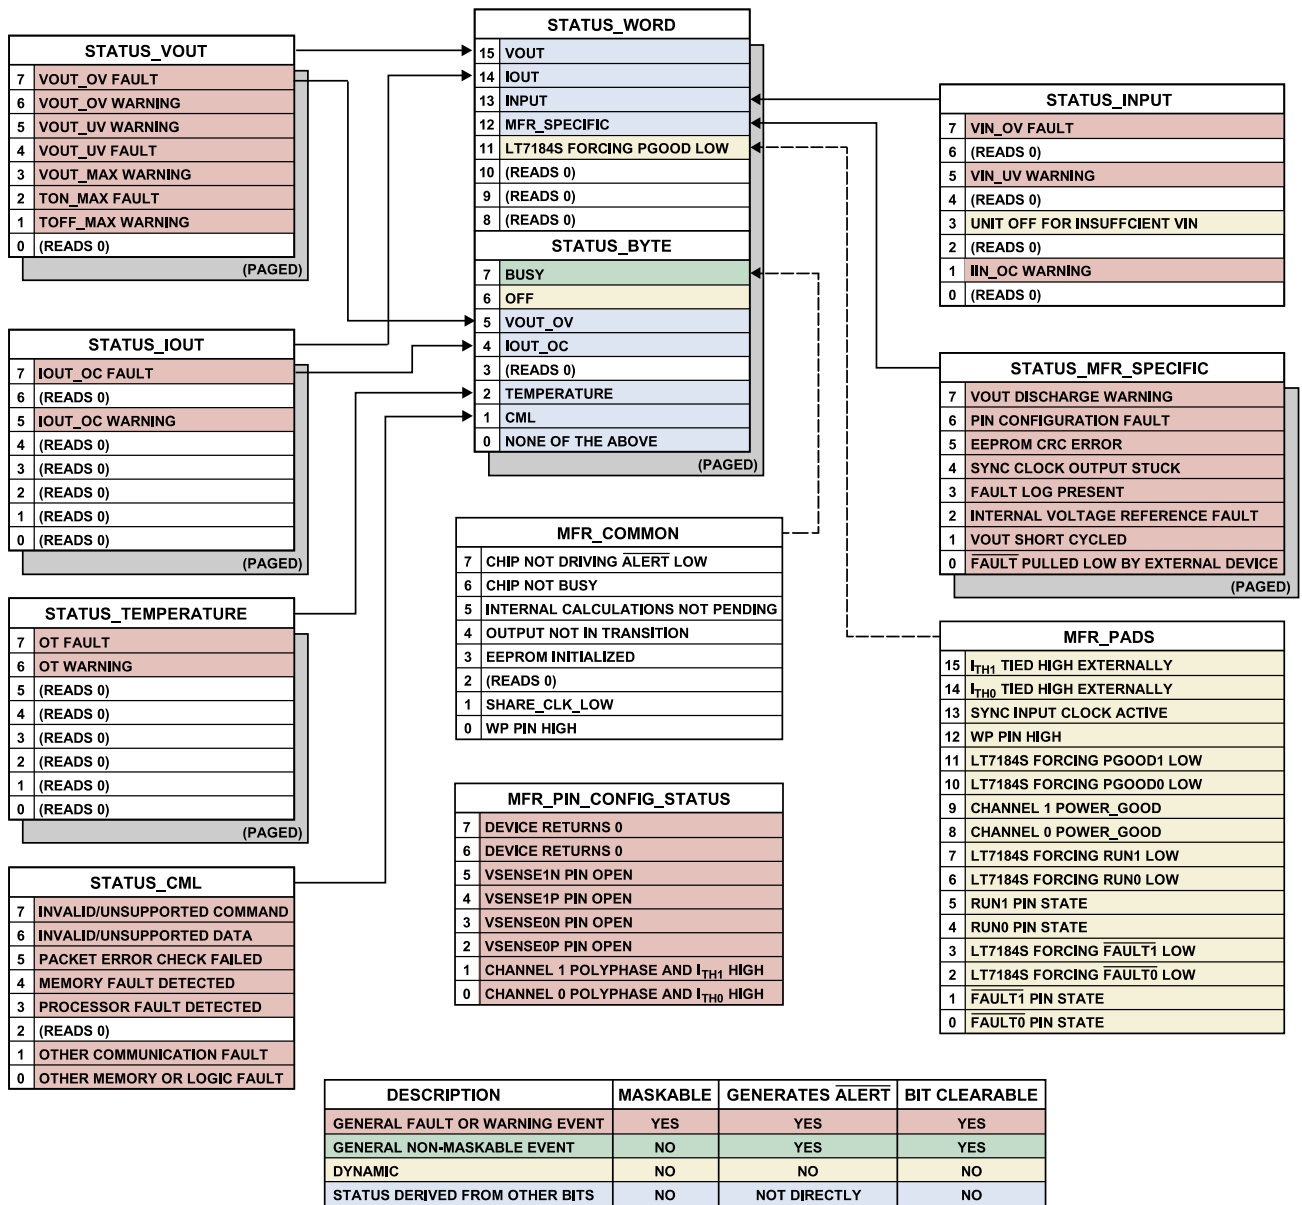 STATUS_VOUT
7 VOUT_OV FAULT
6 VOUT_OV WARNING
5 VOUT_UV WARNING
4 VOUT_UV FAULT
3 VOUT_MAX WARNING
2 TON_MAX FAULT
1 TOFF_MAX WARNING
0 (READS 0)
(PAGED)
STATUS_IOUT
7 IOUT_OC FAULT
6 (READS 0)
5 IOUT_OC WARNING
4 (READS 0)
3 (READS 0)
2 (READS 0)
1 (READS 0)
0 (READS 0)
(PAGED)
STATUS_TEMPERATURE
7 OT FAULT
6 OT WARNING
5 (READS 0)
4 (READS 0)
3 (READS 0)
2 (READS 0)
1 (READS 0)
0 (READS 0)
(PAGED)
STATUS_CML
7 INVALID/UNSUPPORTED COMMAND
6 INVALID/UNSUPPORTED DATA
5 PACKET ERROR CHECK FAILED
4 MEMORY FAULT DETECTED
3 PROCESSOR FAULT DETECTED
2 (READS 0)
1 OTHER COMMUNICATION FAULT
0 OTHER MEMORY OR LOGIC FAULT
STATUS_WORD
15 VOUT
14 IOUT
13 INPUT
12 MFR_SPECIFIC
11 LT7184S FORCING PGOOD LOW
10 (READS 0)
9 (READS 0)
8 (READS 0)
STATUS_BYTE
7 BUSY
6 OFF
5 VOUT_OV
4 IOUT_OC
3 (READS 0)
2 TEMPERATURE
1 CML
0 NONE OF THE ABOVE
(PAGED)
MFR_COMMON
7 CHIP NOT DRIVING ALERT LOW
6 CHIP NOT BUSY
5 INTERNAL CALCULATIONS NOT PENDING
4 OUTPUT NOT IN TRANSITION
3 EEPROM INITIALIZED
2 (READS 0)
1 SHARE_CLK_LOW
0 WP PIN HIGH
MFR_PIN_CONFIG_STATUS
7 DEVICE RETURNS 0
6 DEVICE RETURNS 0
5 VSENSE1N PIN OPEN
4 VSENSE1P PIN OPEN
3 VSENSE0N PIN OPEN
2 VSENSE0P PIN OPEN
1 CHANNEL 1 POLYPHASE AND ITH1 HIGH
0 CHANNEL 0 POLYPHASE AND ITH0 HIGH
STATUS_INPUT
7 VIN_OV FAULT
6 (READS 0)
5 VIN_UV WARNING
4 (READS 0)
3 UNIT OFF FOR INSUFFCIENT VIN
2 (READS 0)
1 IIN_OC WARNING
0 (READS 0)
STATUS_MFR_SPECIFIC
7 VOUT DISCHARGE WARNING
6 PIN CONFIGURATION FAULT
5 EEPROM CRC ERROR
4 SYNC CLOCK OUTPUT STUCK
3 FAULT LOG PRESENT
2 INTERNAL VOLTAGE REFERENCE FAULT
1 VOUT SHORT CYCLED
0 FAULT PULLED LOW BY EXTERNAL DEVICE
(PAGED)
MFR_PADS
15 ITH1 TIED HIGH EXTERNALLY
14 ITH0 TIED HIGH EXTERNALLY
13 SYNC INPUT CLOCK ACTIVE
12 WP PIN HIGH
11 LT7184S FORCING PGOOD1 LOW
10 LT7184S FORCING PGOOD0 LOW
9 CHANNEL 1 POWER_GOOD
8 CHANNEL 0 POWER_GOOD
7 LT7184S FORCING RUN1 LOW
6 LT7184S FORCING RUN0 LOW
5 RUN1 PIN STATE
4 RUN0 PIN STATE
3 LT7184S FORCING FAULT1 LOW
2 LT7184S FORCING FAULT0 LOW
1 FAULT1 PIN STATE
0 FAULT0 PIN STATE
DESCRIPTION MASKABLE GENERATES ALERT BIT CLEARABLE
GENERAL FAULT OR WARNING EVENT YES YES YES
GENERAL NON-MASKABLE EVENT NO YES YES
DYNAMIC NO NO NO
STATUS DERIVED FROM OTHER BITS NO NOT DIRECTLY NO